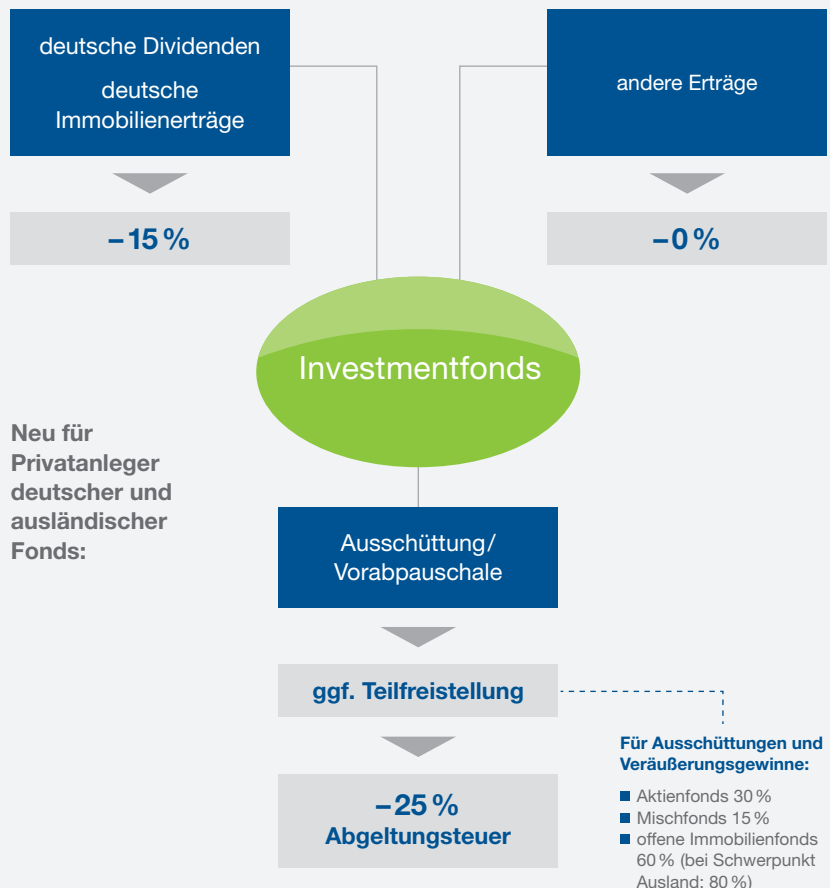 deutsche Dividenden
deutsche
Immobilienerträge
andere Erträge
–15 %
–0 %
Investmentfonds
Neu für
Privatanleger
deutscher und
ausländischer
Fonds:
Ausschüttung/
Vorabpauschale
ggf. Teilfreistellung
–25 %
Abgeltungsteuer
Für Ausschüttungen und
Veräußerungsgewinne:
■ Aktienfonds 30 %
■ Mischfonds 15 %
■ offene Immobilienfonds
60 % (bei Schwerpunkt
Ausland: 80 %)